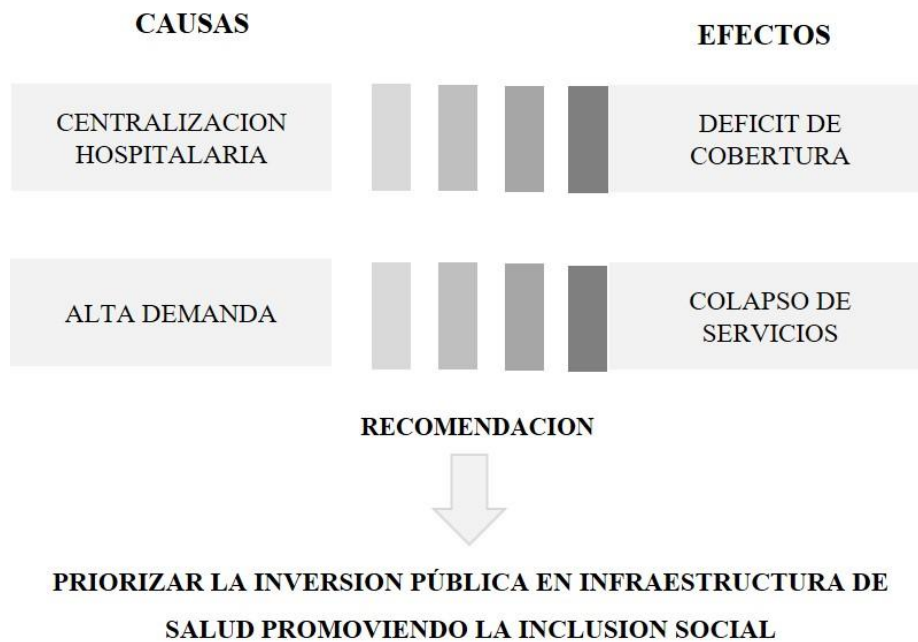 CAUSAS
EFECTOS
CENTRALIZACION
HOSPITALARIA
DEFICIT DE
COBERTURA
ALTA DEMANDA
COLAPSO DE
SERVICIOS
RECOMENDACION
PRIORIZAR LA INVERSION PÚBLICA EN INFRAESTRUCTURA DE
SALUD PROMOVIENDO LA INCLUSION SOCIAL